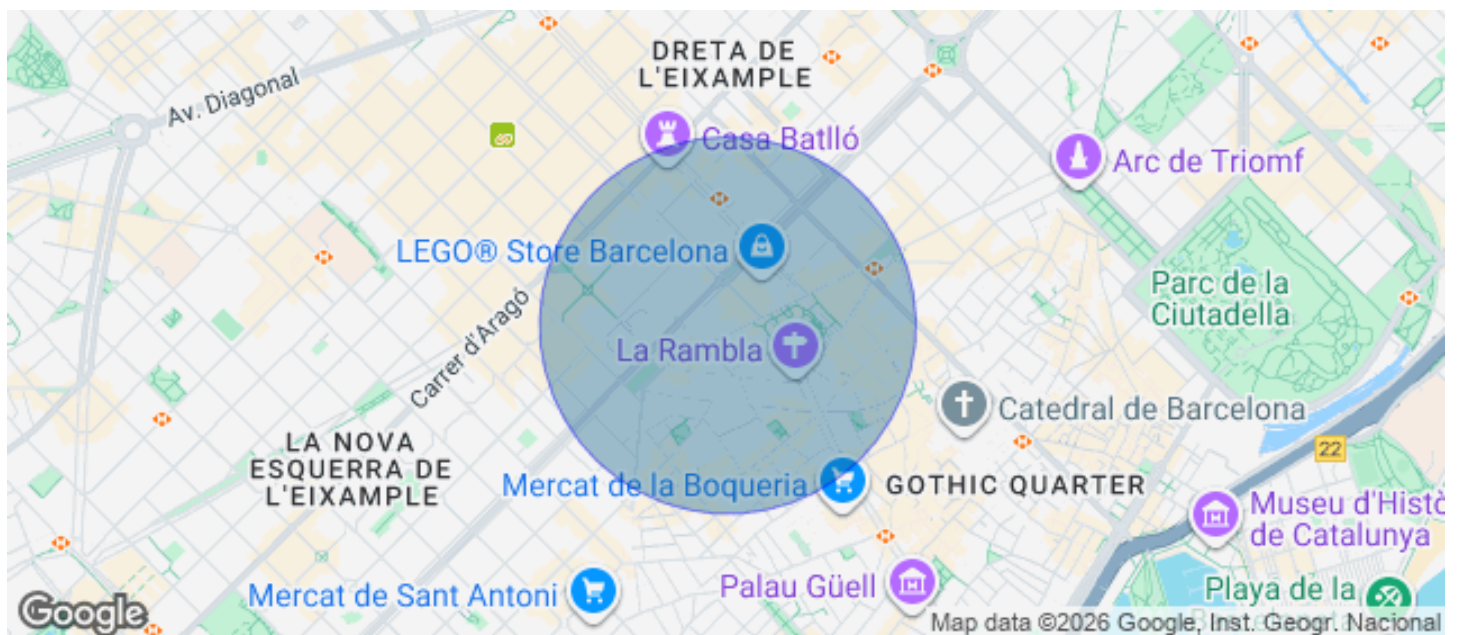 DRETA DE
L'EIXAMPLE
Av. Diagonal
Casa Batlló
Arc de Triomf
LEGO® Store Barcelona
Parc de la
Ciutadella
Carrer d'Aragó
La Rambla
Catedral de Barcelona
LA NOVA
ESQUERRA DE
L'EIXAMPLE
22
Mercat de la Boqueria
GOTHIC QUARTER
Museu d'Histò
de Catalunya
Mercat de Sant Antoni
Palau Güell
Playa de la
Google
Map data ©2026 Google, Inst. Geogr. Nacional